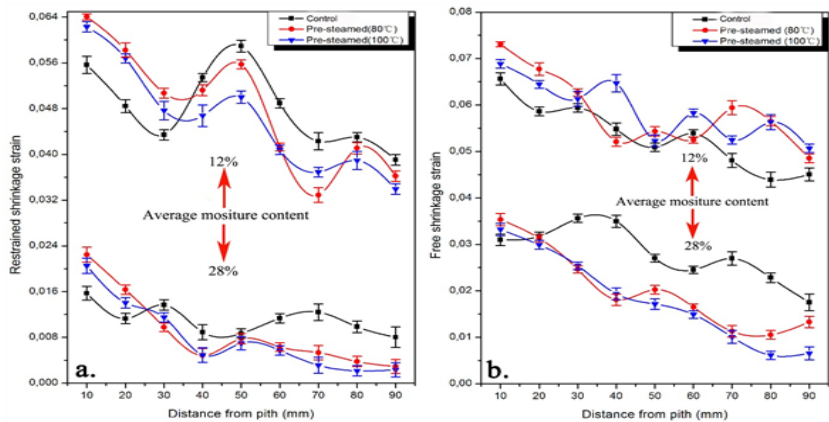 Restrained shrinkage strain
0,064
0,056
0,048
0,040
0,032
0,024
0,016
0,008
0,000
Control
Pre-steamed(80℃)
Pre-steamed(100℃)
12%
Average mositure content
28%
a.
10 20 30 40 50 60 70 80 90
Distance from pith (mm)
Free shrinkage strain
0,08
0,07
0,06
0,05
0,04
0,03
0,02
0,01
0,00
Control
Pre-steamed (80℃)
Pre-steamed (100℃)
12%
Average mositure content
28%
b.
10 20 30 40 50 60 70 80 90
Distance from pith (mm)